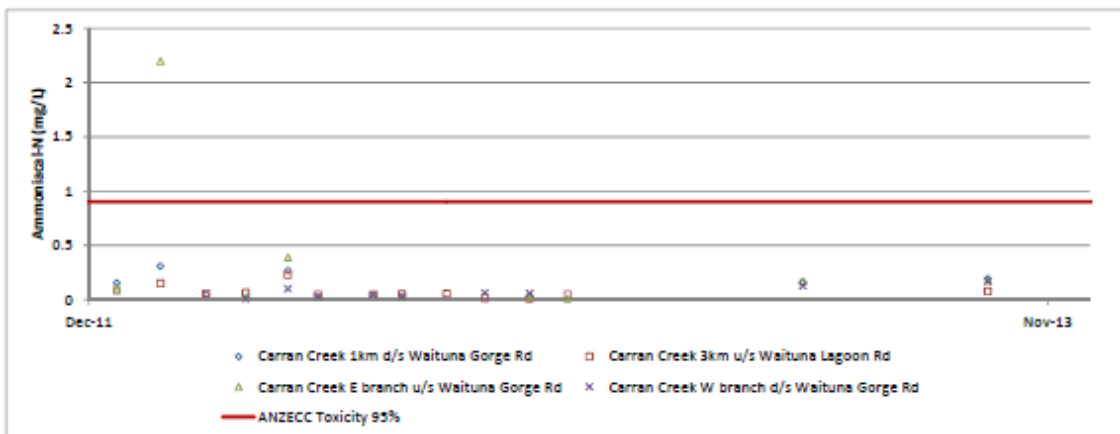 Ammoniacal-N (mg/L)
2.5
2
1.5
1
0.5
0
Dec-11
Nov-13
Carran Creek 1km d/s Waituna Gorge Rd
Carran Creek 3km u/s Waituna Lagoon Rd
Carran Creek E branch u/s Waituna Gorge Rd
Carran Creek W branch d/s Waituna Gorge Rd
ANZECC Toxicity 95%